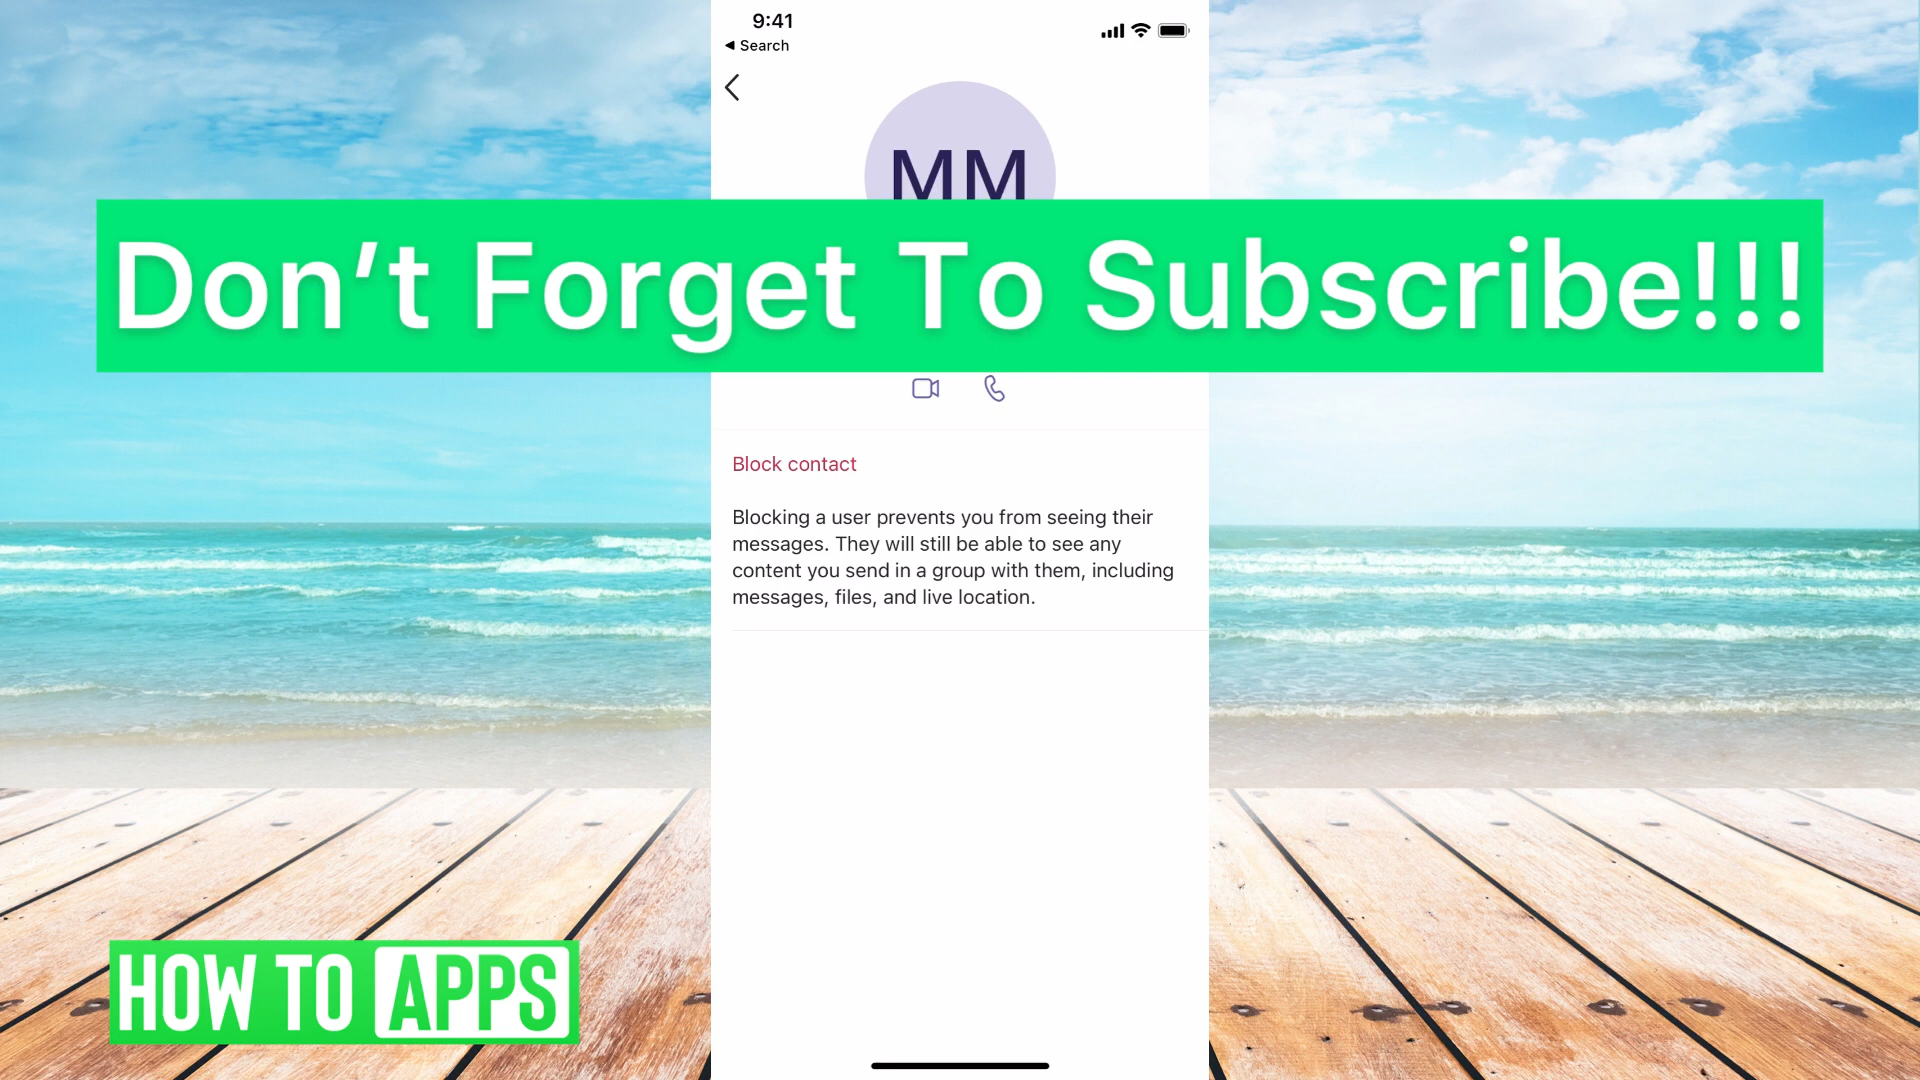 9:41
◀ Search
MM
Don't Forget To Subscribe!!!
Block contact
Blocking a user prevents you from seeing their
messages. They will still be able to see any
content you send in a group with them, including
messages, files, and live location.
HOW TO APPS